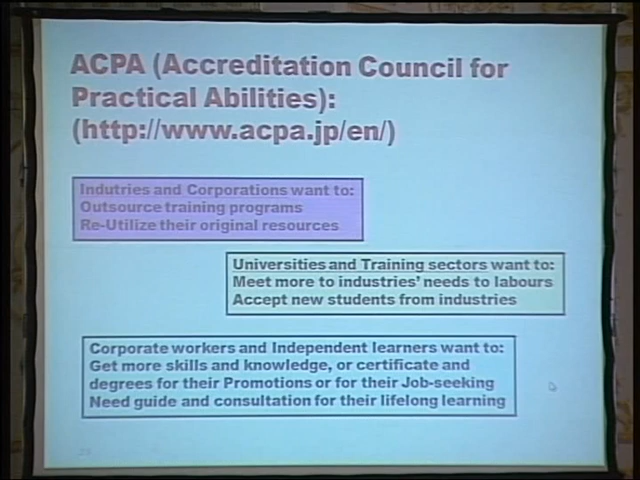 ACPA (Accreditation Council for
Practical Abilities):
(http://www.acpa.jp/en/)
Indutries and Corporations want to:
Outsource training programs
Re-Utilize their original resources
Universities and Training sectors want to:
Meet more to industries' needs to labours
Accept new students from industries
Corporate workers and Independent learners want to:
Get more skills and knowledge, or certificate and
degrees for their Promotions or for their Job-seeking
Need guide and consultation for their lifelong learning